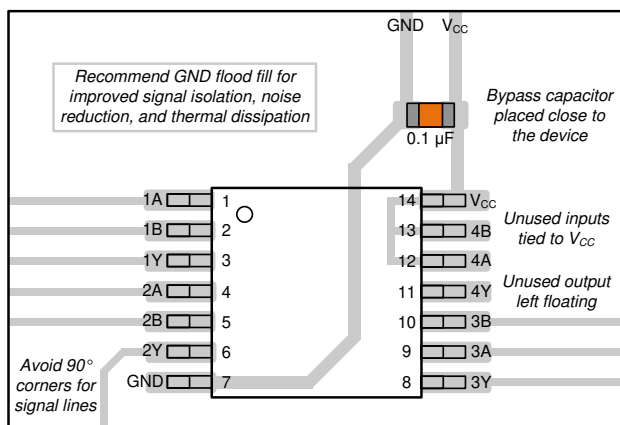 GND VCC
Recommend GND flood fill for
improved signal isolation, noise
reduction, and thermal dissipation
Bypass capacitor
placed close to
the device
0.1 µF
1A 1 14 VCC
1B 2 13 4B
1Y 3 12 4A
2A 4 11 4Y
2B 5 10 3B
2Y 6 9 3A
GND 7 8 3Y
Unused inputs
tied to VCC
Unused output
left floating
Avoid 90°
corners for
signal lines